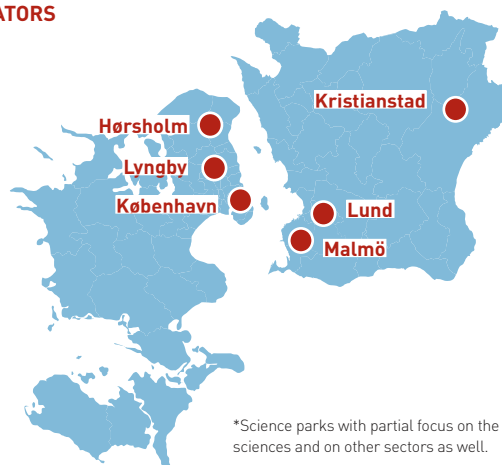 ATORS
Kristianstad
Hørsholm
Lyngby
København
Lund
Malmö
*Science parks with partial focus on the
sciences and on other sectors as well.